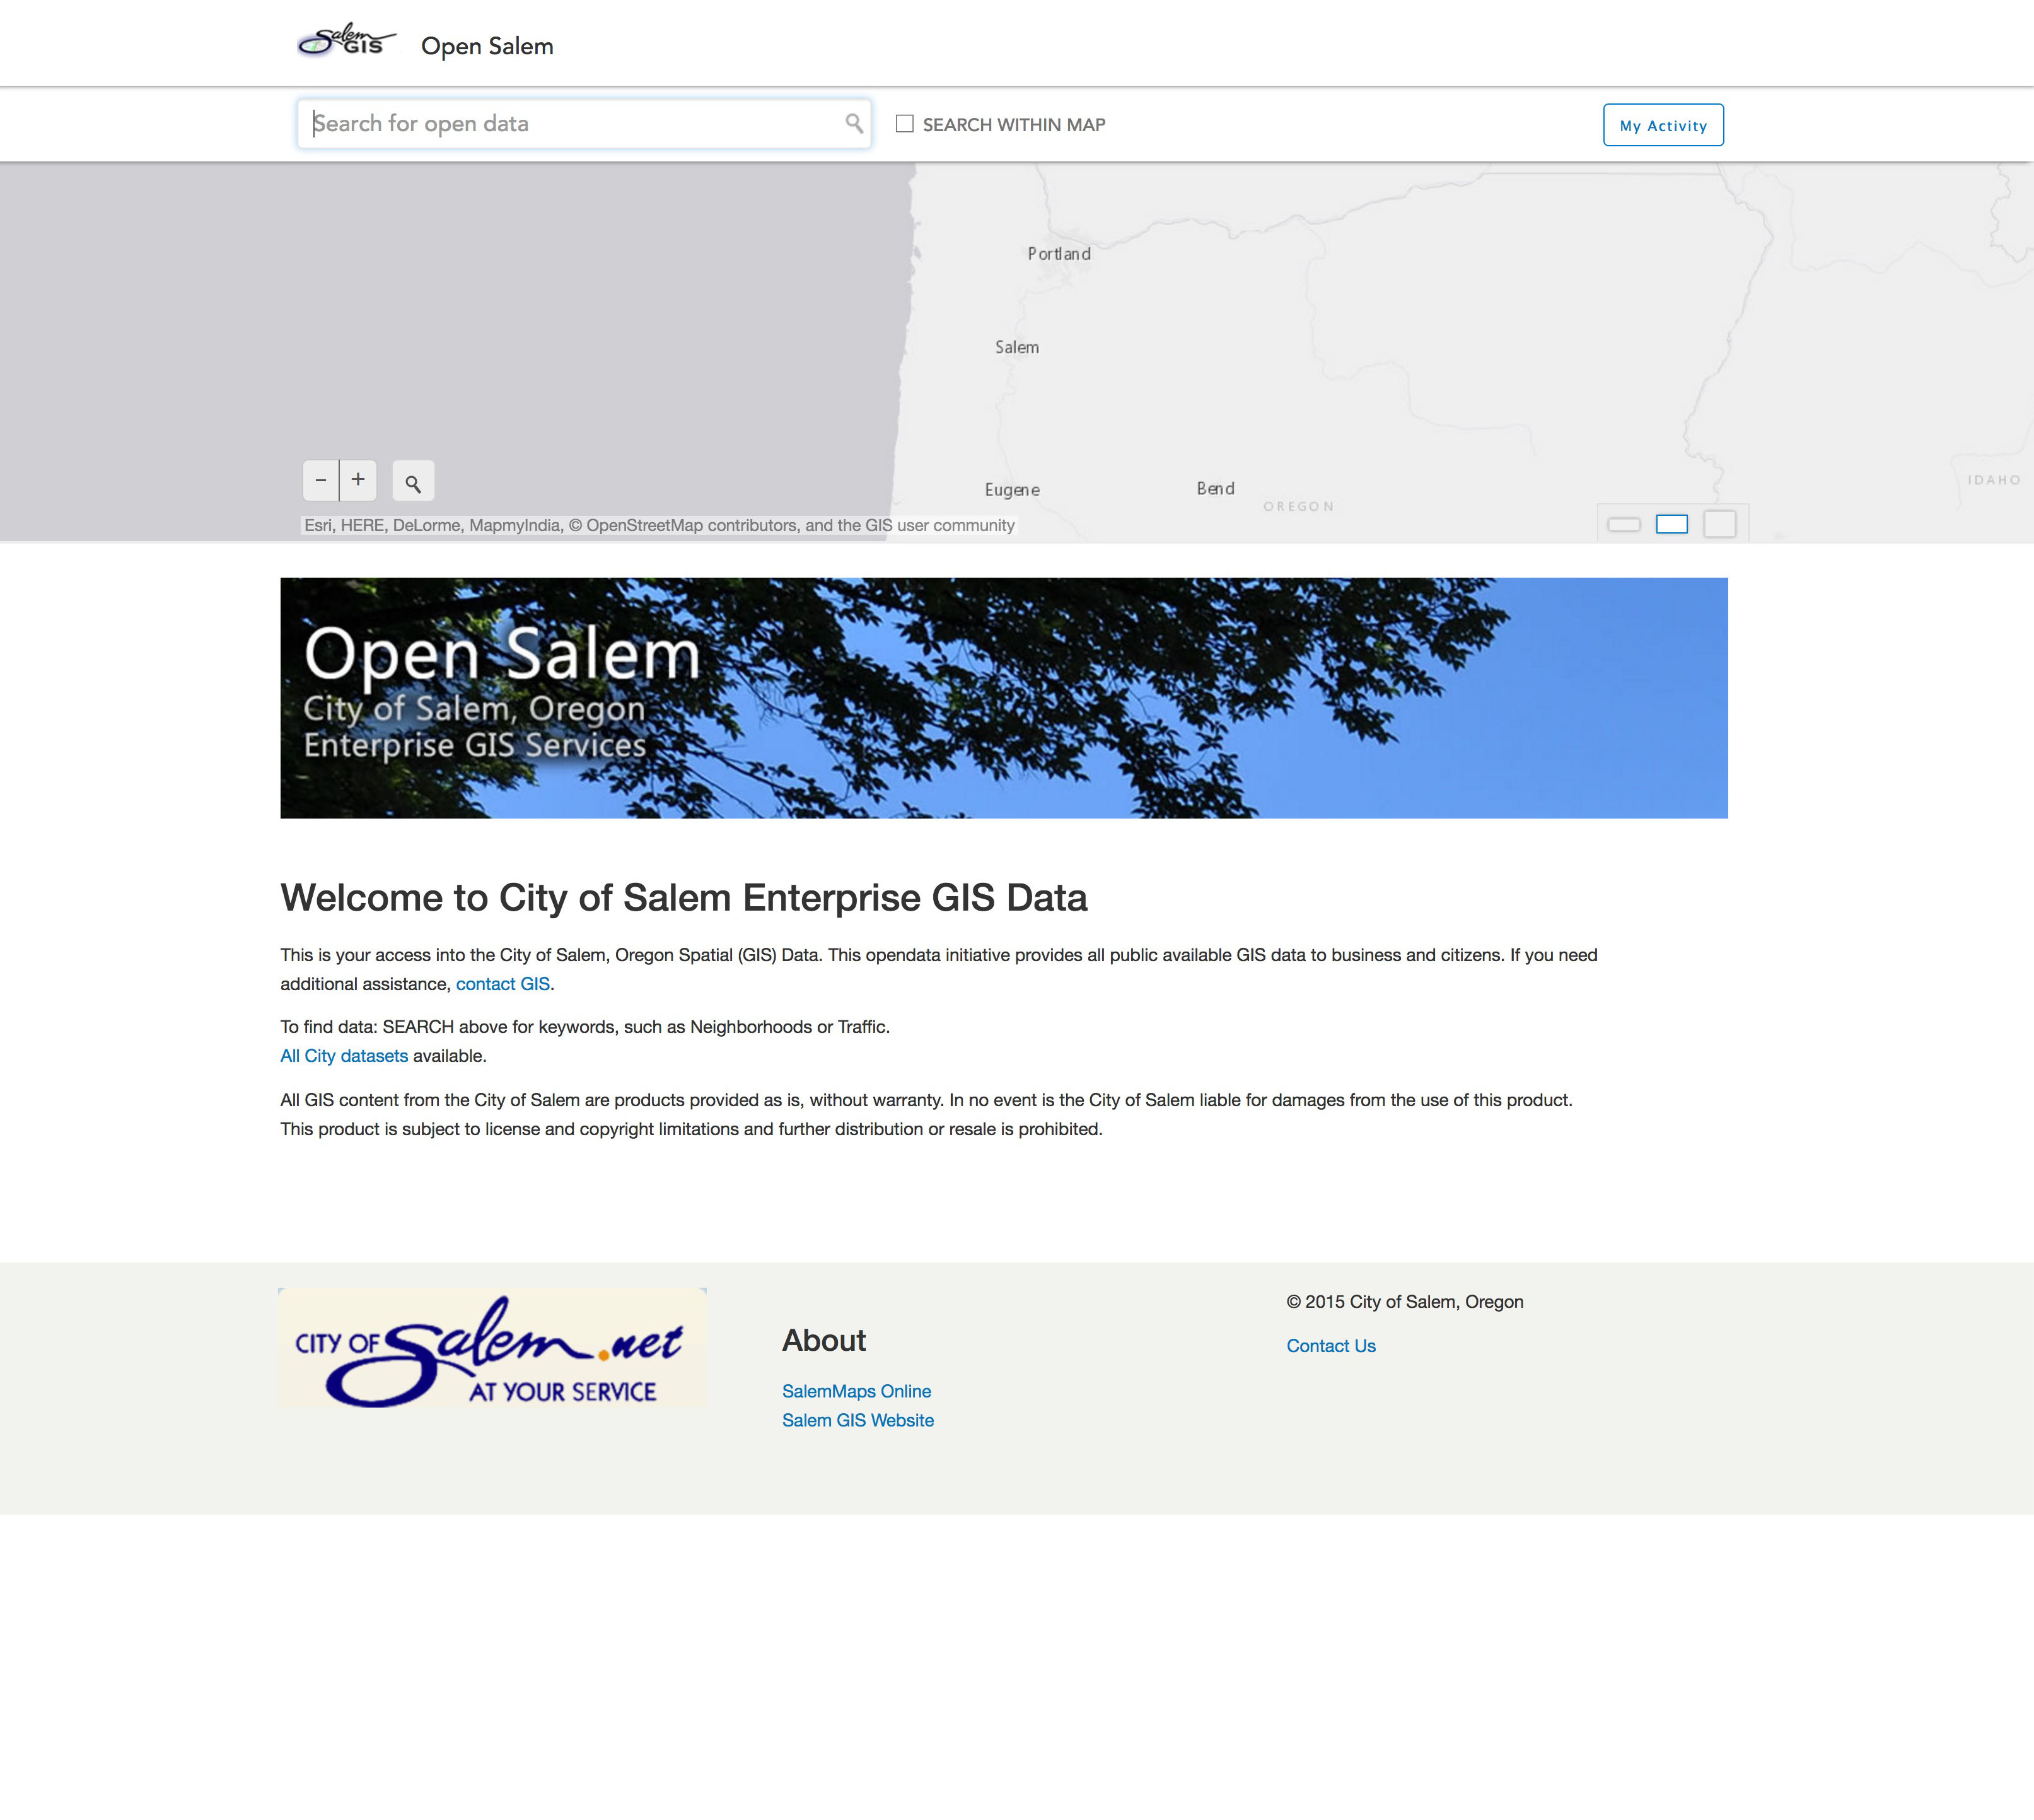 Salem GIS
Open Salem
Search for open data
SEARCH WITHIN MAP
My Activity
Portland
Salem
Eugene
Bend
OREGON
IDAHO
− +
Esri, HERE, DeLorme, MapmyIndia, © OpenStreetMap contributors, and the GIS user community
Open Salem
City of Salem, Oregon
Enterprise GIS Services
Welcome to City of Salem Enterprise GIS Data
This is your access into the City of Salem, Oregon Spatial (GIS) Data. This opendata initiative provides all public available GIS data to business and citizens. If you need
additional assistance, contact GIS.
To find data: SEARCH above for keywords, such as Neighborhoods or Traffic.
All City datasets available.
All GIS content from the City of Salem are products provided as is, without warranty. In no event is the City of Salem liable for damages from the use of this product.
This product is subject to license and copyright limitations and further distribution or resale is prohibited.
CITY OF Salem.net
AT YOUR SERVICE
About
SalemMaps Online
Salem GIS Website
© 2015 City of Salem, Oregon
Contact Us